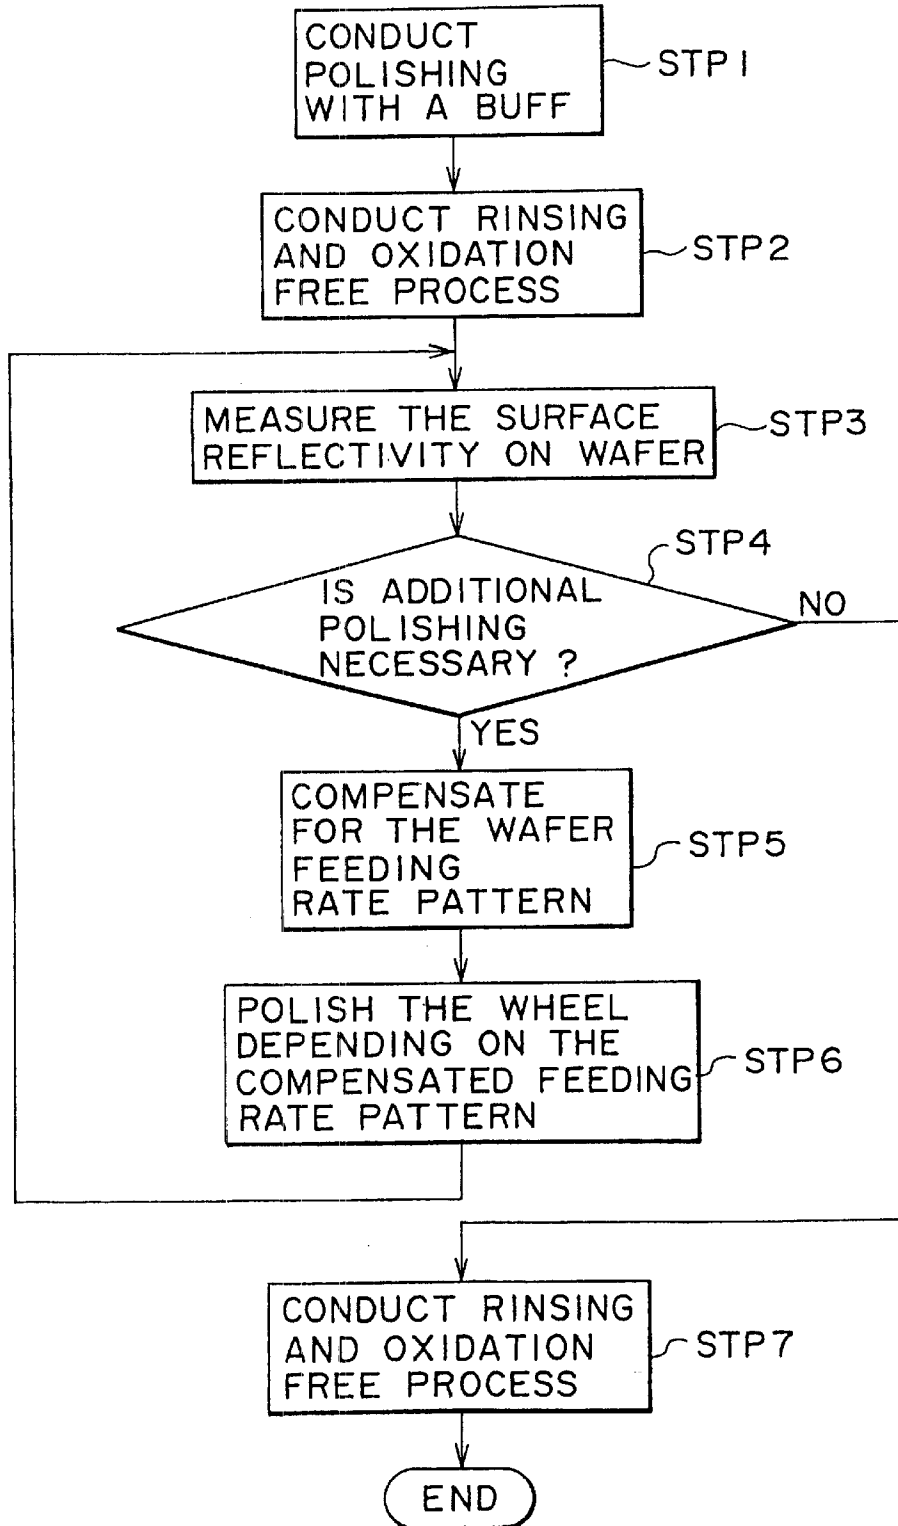 CONDUCT
POLISHING
WITH A BUFF
STP1
CONDUCT RINSING
AND OXIDATION
FREE PROCESS
STP2
MEASURE THE SURFACE
REFLECTIVITY ON WAFER
STP3
STP4
IS ADDITIONAL
POLISHING
NECESSARY ?
NO
YES
COMPENSATE
FOR THE WAFER
FEEDING
RATE PATTERN
STP5
POLISH THE WHEEL
DEPENDING ON THE
COMPENSATED FEEDING
RATE PATTERN
STP6
CONDUCT RINSING
AND OXIDATION
FREE PROCESS
STP7
END